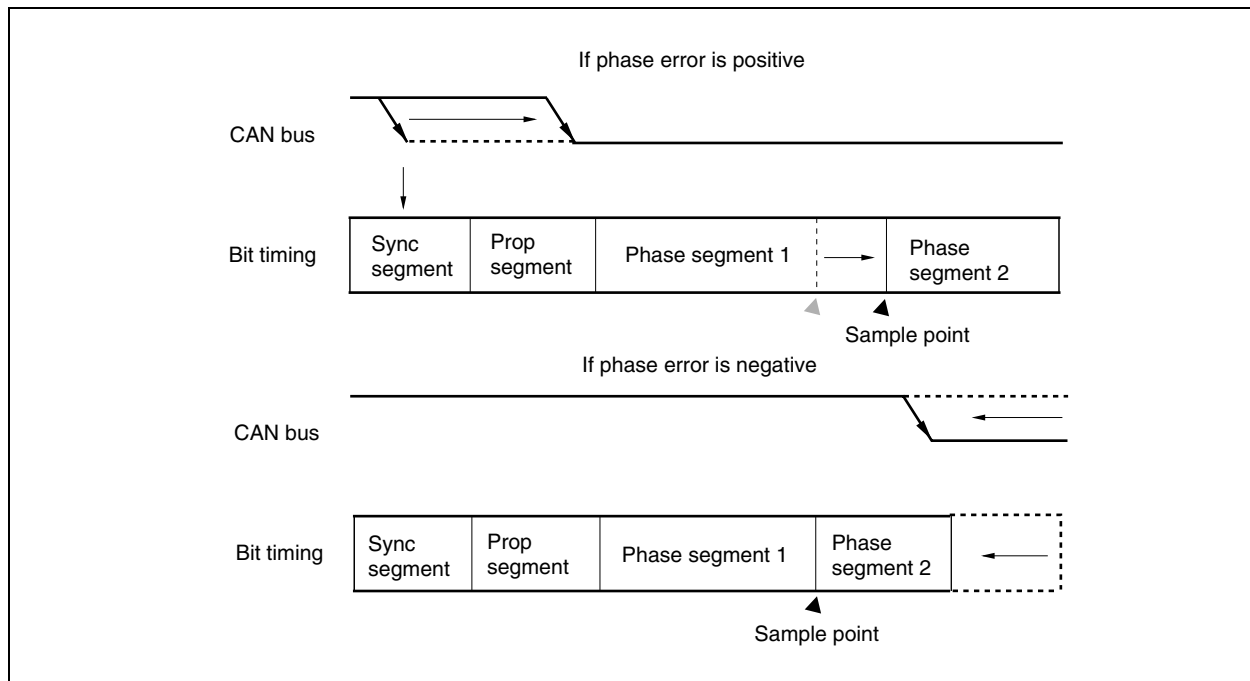 If phase error is positive
CAN bus
Bit timing
Sync
segment
Prop
segment
Phase segment 1
Phase
segment 2
Sample point
If phase error is negative
CAN bus
Bit timing
Sync
segment
Prop
segment
Phase segment 1
Phase
segment 2
Sample point